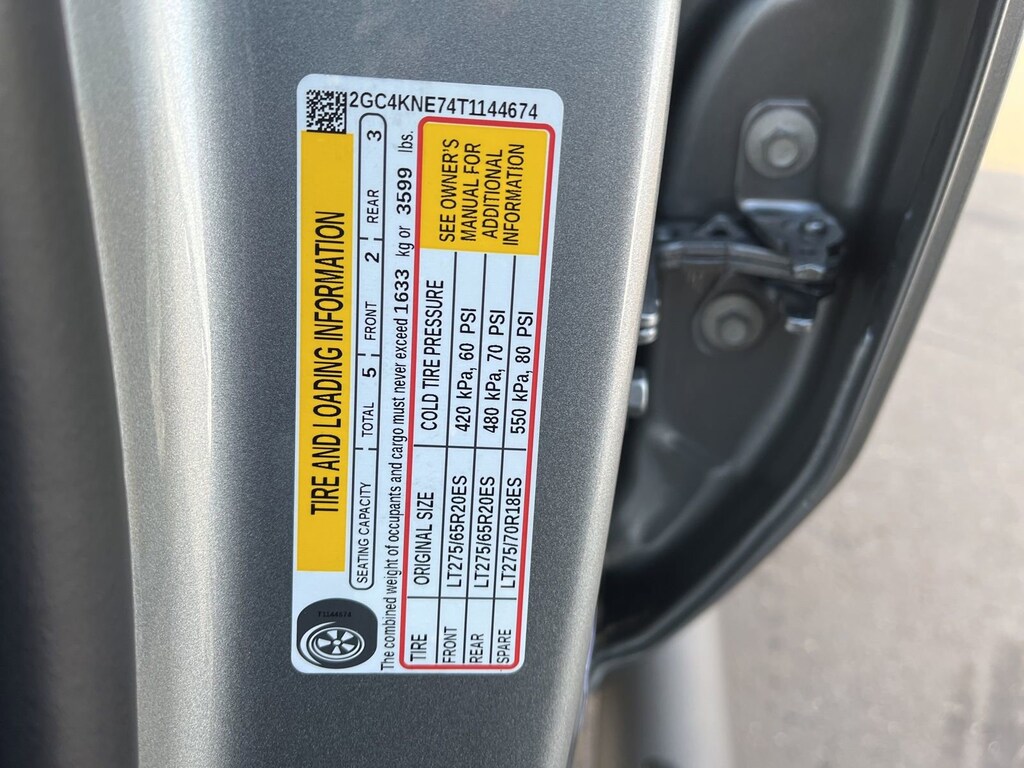 2GC4KNE74T1144674
TIRE AND LOADING INFORMATION
SEATING CAPACITY TOTAL 5 FRONT 2 REAR 3
The combined weight of occupants and cargo must never exceed 1633 kg or 3599 lbs.
TIRE ORIGINAL SIZE COLD TIRE PRESSURE
FRONT LT275/65R20ES 420 kPa, 60 PSI
REAR LT275/65R20ES 480 kPa, 70 PSI
SPARE LT275/70R18ES 550 kPa, 80 PSI
SEE OWNER'S
MANUAL FOR
ADDITIONAL
INFORMATION
T1144674